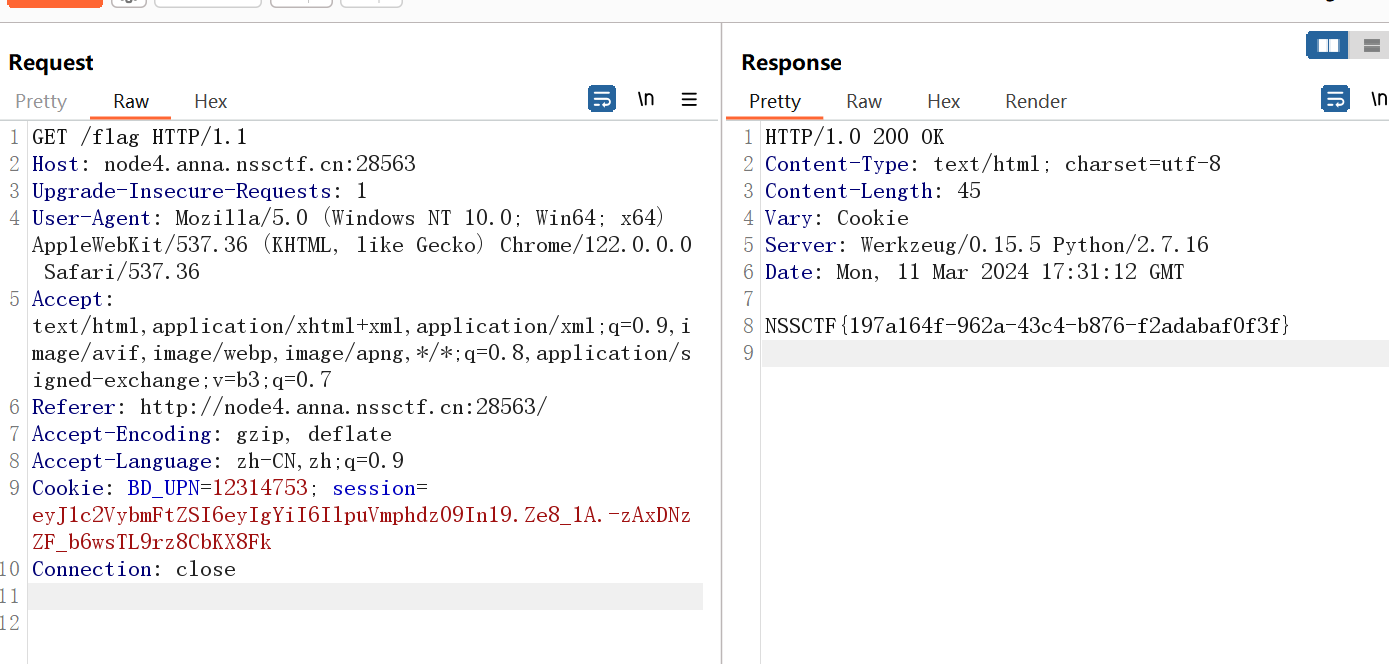 Request
Pretty Raw Hex \n
1 GET /flag HTTP/1.1
2 Host: node4.anna.nssctf.cn:28563
3 Upgrade-Insecure-Requests: 1
4 User-Agent: Mozilla/5.0 (Windows NT 10.0; Win64; x64)
AppleWebKit/537.36 (KHTML, like Gecko) Chrome/122.0.0.0
Safari/537.36
5 Accept:
text/html,application/xhtml+xml,application/xml;q=0.9,i
mage/avif,image/webp,image/apng,*/*;q=0.8,application/s
igned-exchange;v=b3;q=0.7
6 Referer: http://node4.anna.nssctf.cn:28563/
7 Accept-Encoding: gzip, deflate
8 Accept-Language: zh-CN,zh;q=0.9
9 Cookie: BD_UPN=12314753; session=
eyJ1c2VybmFtZSI6eyIgYiI6IlpuVmphdz09In19.Ze8_1A.-zAxDNz
ZF_b6wsTL9rz8CbKX8Fk
10 Connection: close
11
12
Response
Pretty Raw Hex Render \n
1 HTTP/1.0 200 OK
2 Content-Type: text/html; charset=utf-8
3 Content-Length: 45
4 Vary: Cookie
5 Server: Werkzeug/0.15.5 Python/2.7.16
6 Date: Mon, 11 Mar 2024 17:31:12 GMT
7
8 NSSCTF{197a164f-962a-43c4-b876-f2adabaf0f3f}
9